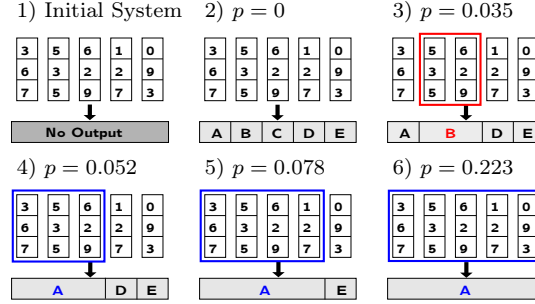 1) Initial System
3 5 6 1 0
6 3 2 2 9
7 5 9 7 3
No Output
2) p = 0
3 5 6 1 0
6 3 2 2 9
7 5 9 7 3
A B C D E
3) p = 0.035
3 5 6 1 0
6 3 2 2 9
7 5 9 7 3
A B D E
4) p = 0.052
3 5 6 1 0
6 3 2 2 9
7 5 9 7 3
A D E
5) p = 0.078
3 5 6 1 0
6 3 2 2 9
7 5 9 7 3
A E
6) p = 0.223
3 5 6 1 0
6 3 2 2 9
7 5 9 7 3
A